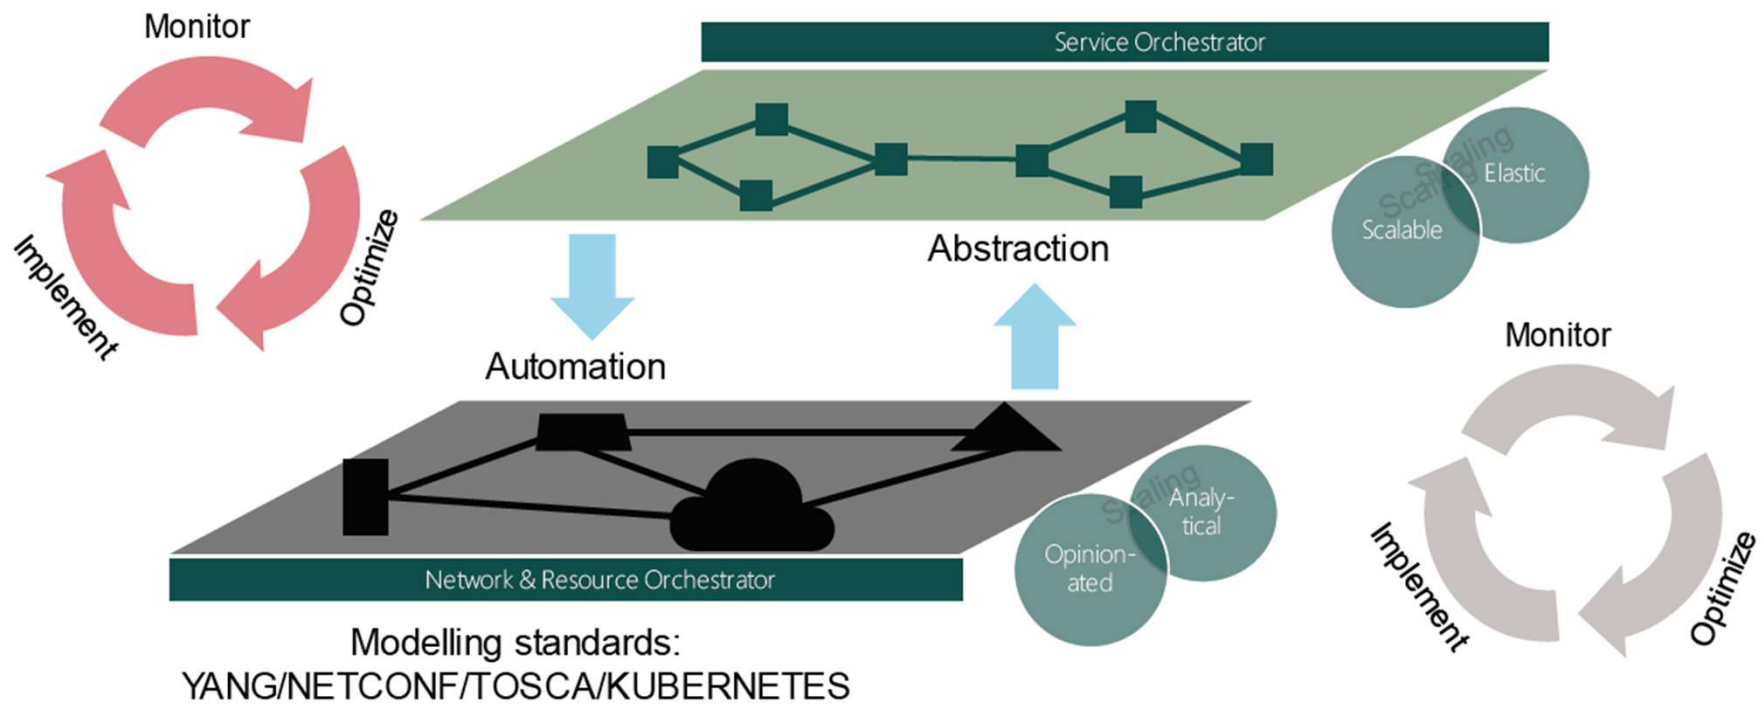 Monitor
Optimize
Implement
Service Orchestrator
Scaling
Scaling
Elastic
Scalable
Abstraction
Automation
Scaling
Analy-
tical
Opinion-
ated
Network & Resource Orchestrator
Modelling standards:
YANG/NETCONF/TOSCA/KUBERNETES
Monitor
Optimize
Implement